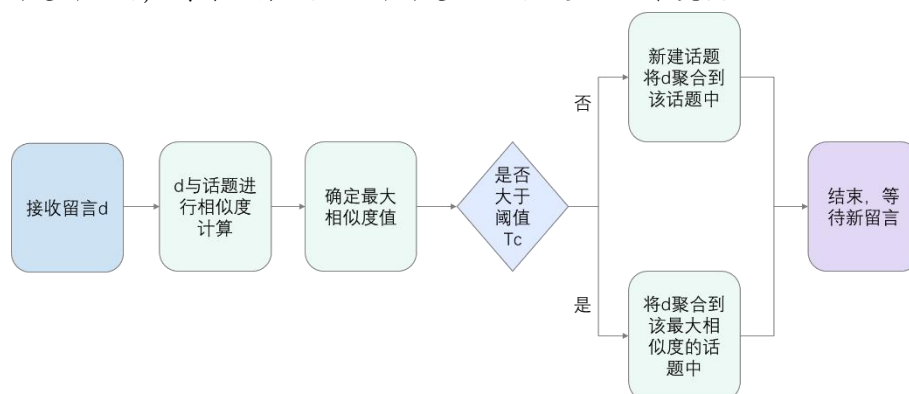 新建话题
将d聚合到
该话题中
否
接收留言d
d与话题进
行相似度
计算
确定最大
相似度值
是否
大于
阈值
Tc
结束，等
待新留言
是
将d聚合到
该最大相
似度的话
题中